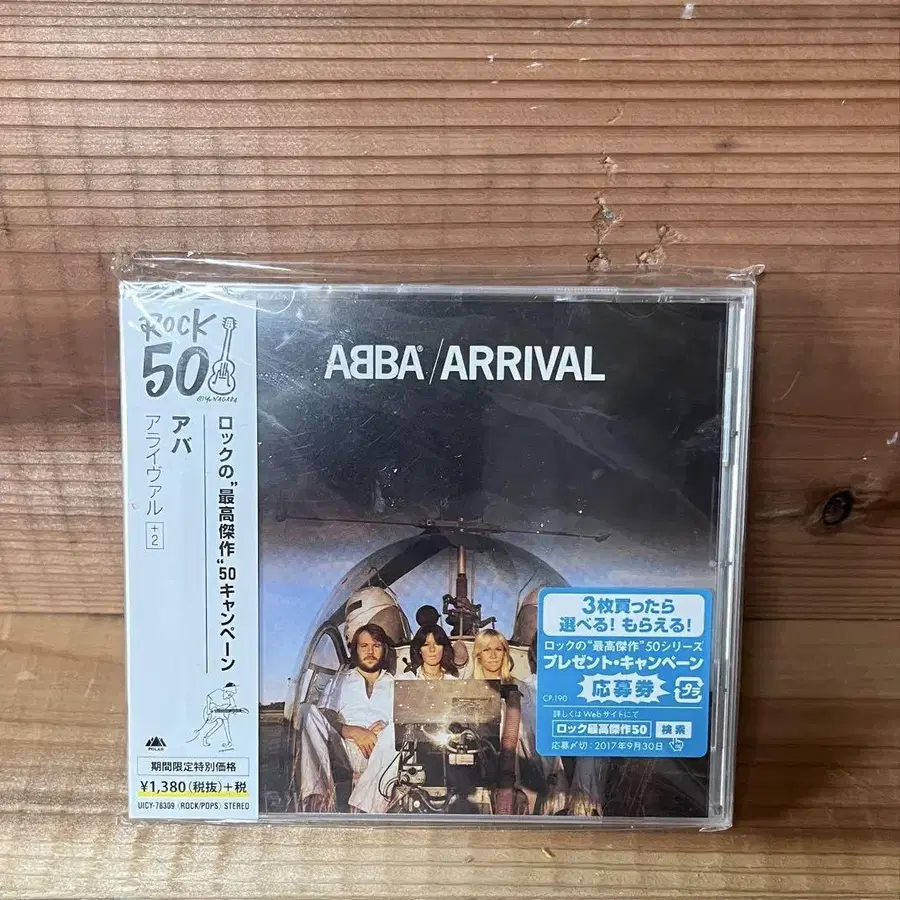 ROCK
50
アバ
アライヴァル +2
ロックの"最高傑作"50キャンペーン
POLAR
期間限定特別価格
¥1,380(税抜)+税
UICY-78309 (ROCK/POPS) STEREO
ABBA®/ARRIVAL
3枚買ったら
選べる!もらえる!
ロックの"最高傑作"50シリーズ
プレゼント・キャンペーン
応募券
プラ
CP-190
詳しくはWebサイトにて
ロック最高傑作50 検索
応募〆切:2017年9月30日